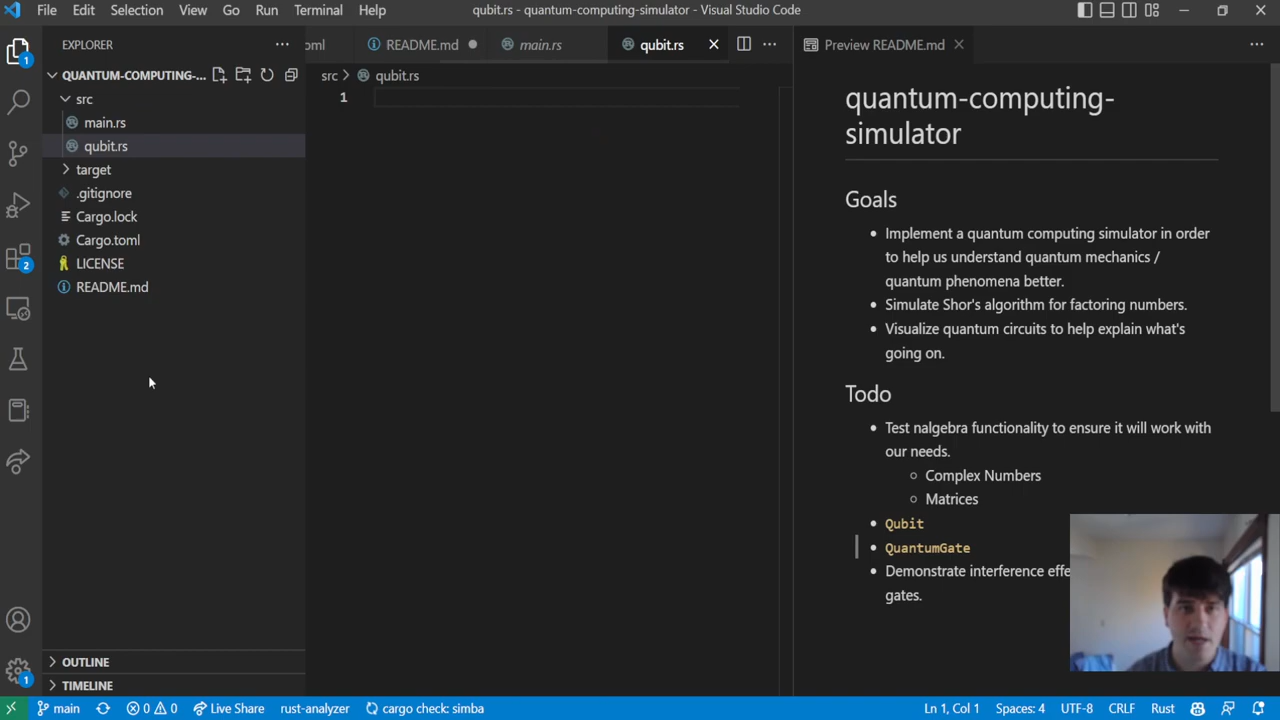 File Edit Selection View Go Run Terminal Help
qubit.rs - quantum-computing-simulator - Visual Studio Code
EXPLORER
oml
README.md
main.rs
qubit.rs
Preview README.md
QUANTUM-COMPUTING-...
src
main.rs
qubit.rs
target
.gitignore
Cargo.lock
Cargo.toml
LICENSE
README.md
OUTLINE
TIMELINE
1
2
1
src
qubit.rs
1
quantum-computing-
simulator
Goals
Implement a quantum computing simulator in order
to help us understand quantum mechanics /
quantum phenomena better.
Simulate Shor's algorithm for factoring numbers.
Visualize quantum circuits to help explain what's
going on.
Todo
Test nalgebra functionality to ensure it will work with
our needs.
Complex Numbers
Matrices
Qubit
QuantumGate
Demonstrate interference effe
gates.
main
0 0
Live Share
rust-analyzer
cargo check: simba
Ln 1, Col 1
Spaces: 4
UTF-8
CRLF
Rust